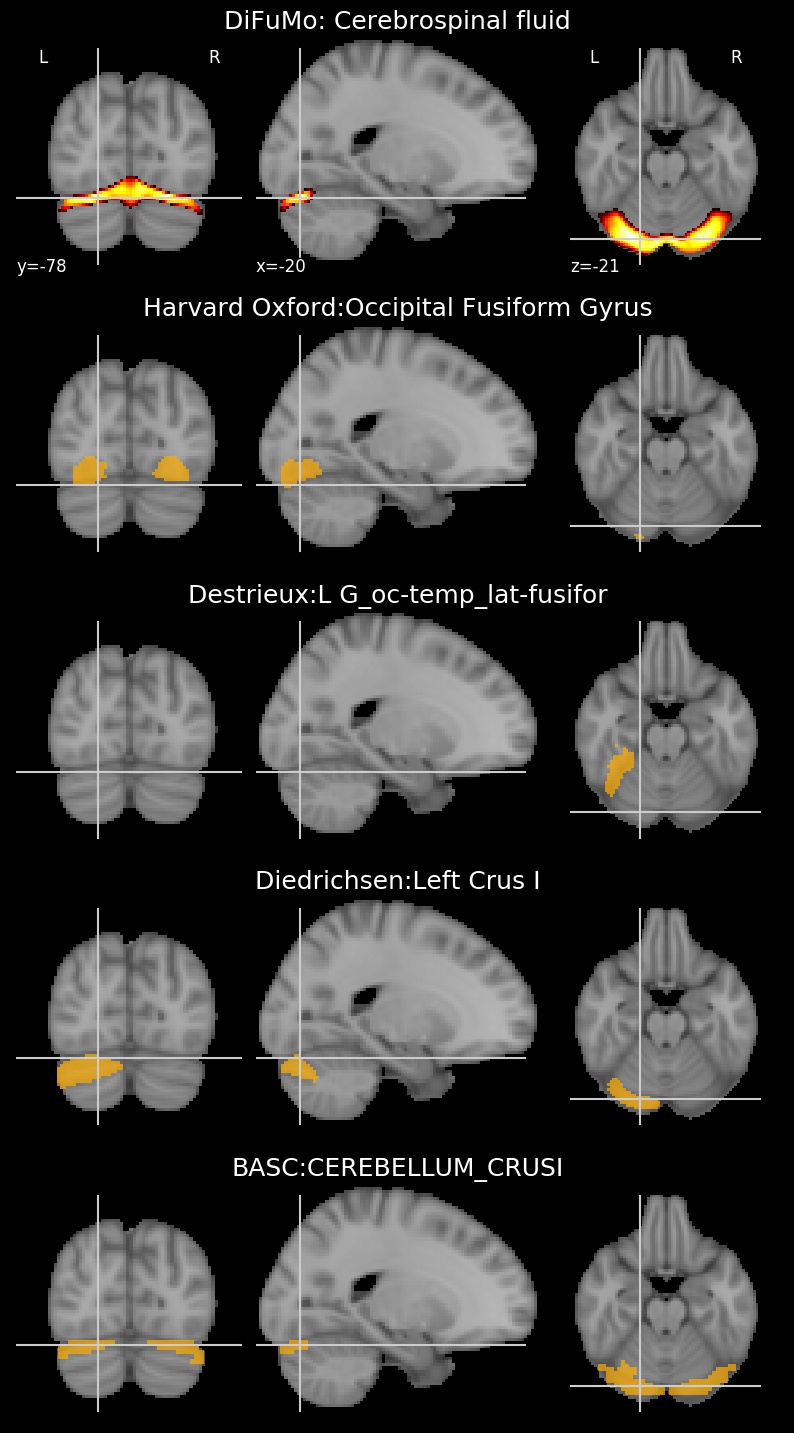 DiFuMo: Cerebrospinal fluid
L R L R
y=-78 x=-20 z=-21
Harvard Oxford:Occipital Fusiform Gyrus
Destrieux:L G_oc-temp_lat-fusifor
Diedrichsen:Left Crus I
BASC:CEREBELLUM_CRUSI